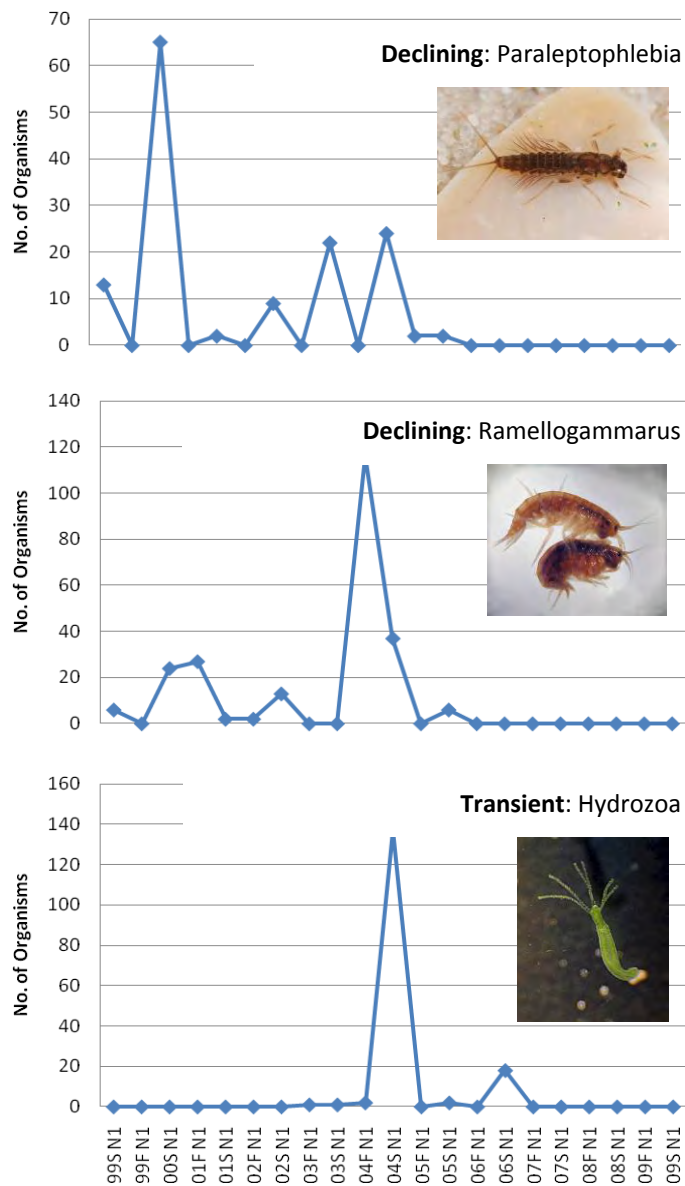 70
60
50
40
30
20
10
0
No. of Organisms
Declining: Paraleptophlebia
140
120
100
80
60
40
20
0
No. of Organisms
Declining: Ramellogammarus
160
140
120
100
80
60
40
20
0
No. of Organisms
Transient: Hydrozoa
99S N1
99F N1
00S N1
01F N1
01S N1
02F N1
02S N1
03F N1
03S N1
04F N1
04S N1
05F N1
05S N1
06F N1
06S N1
07F N1
07S N1
08F N1
08S N1
09F N1
09S N1